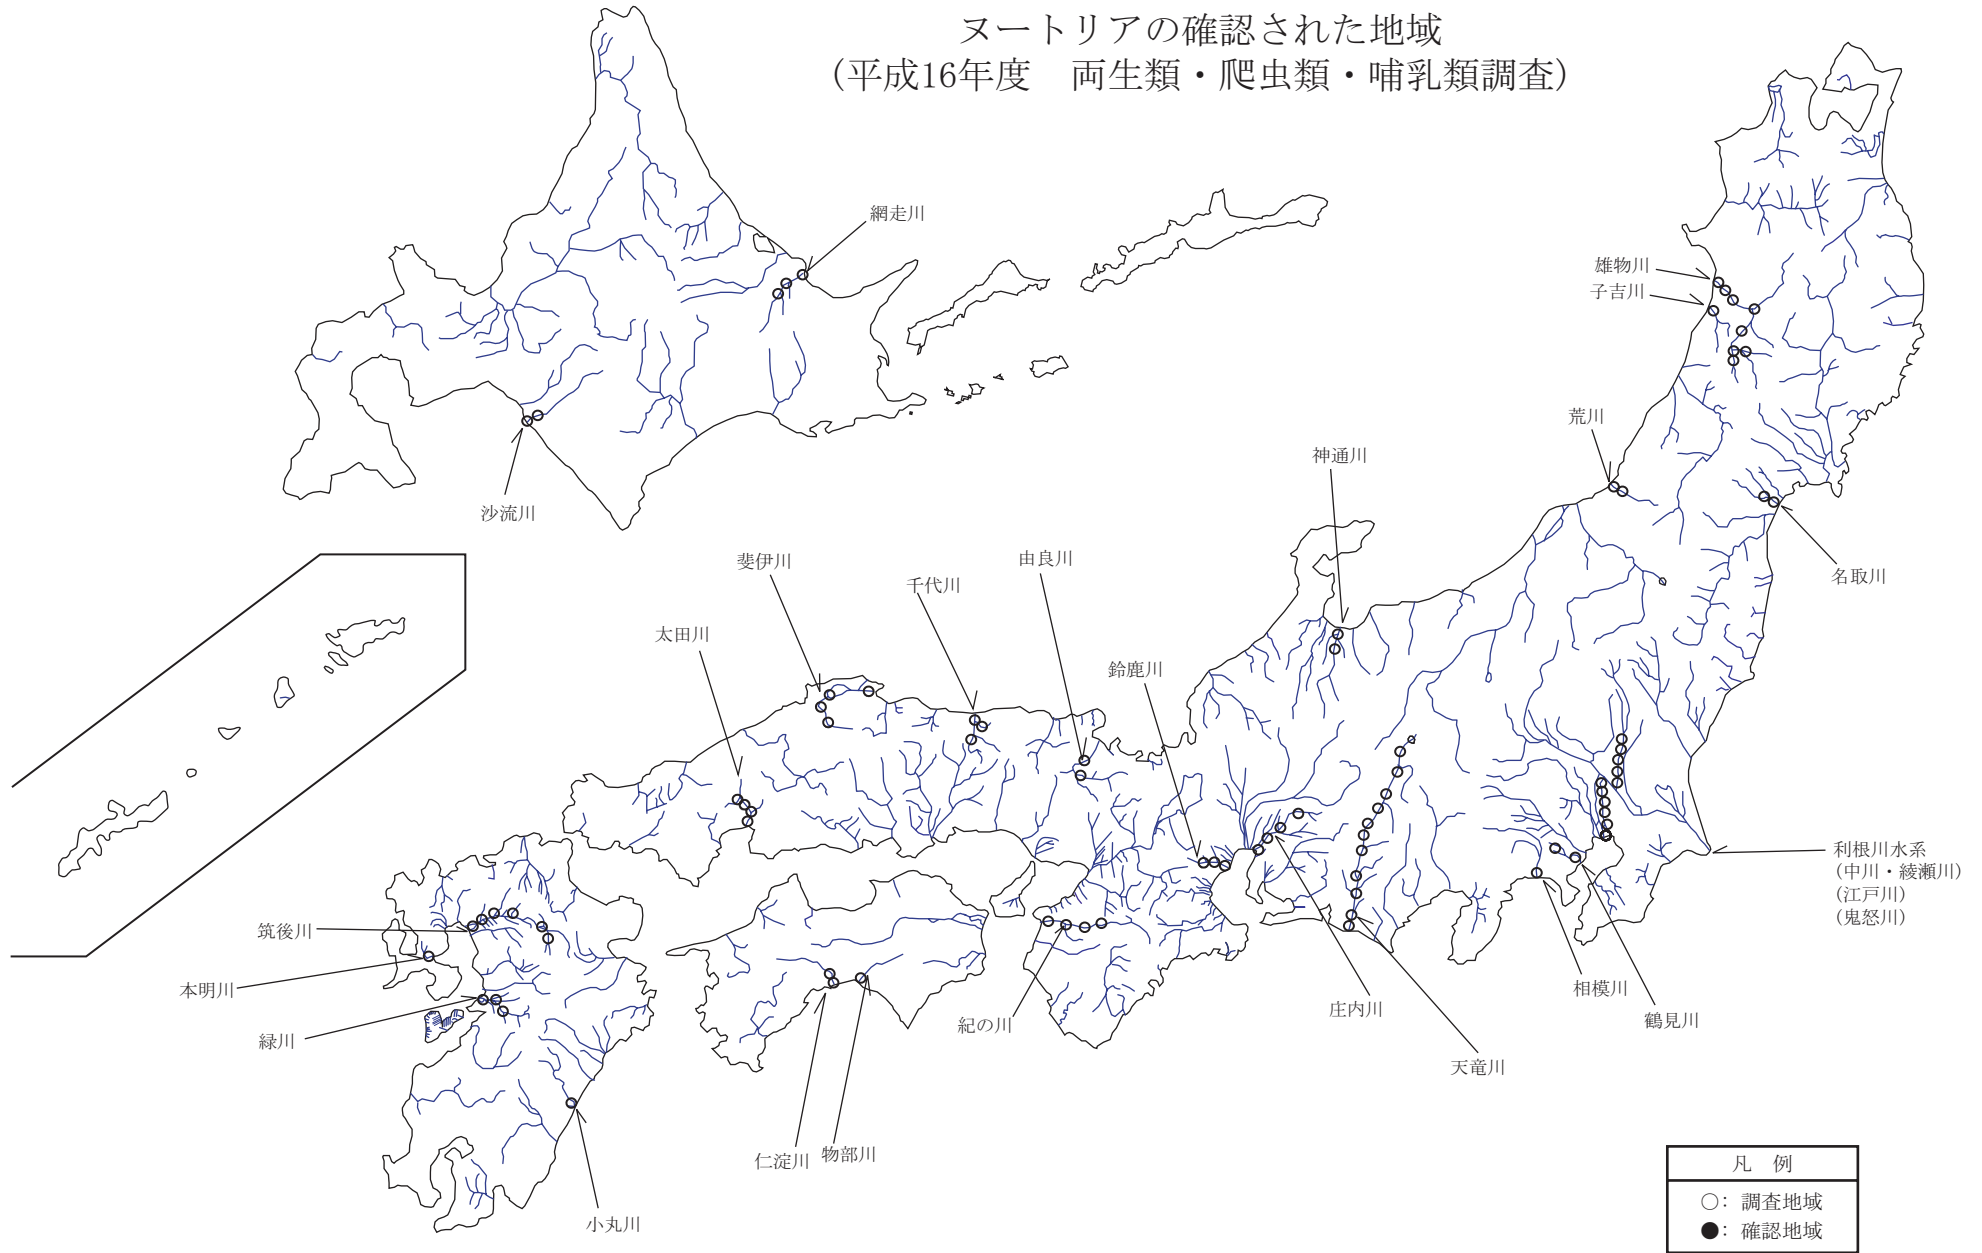 ヌートリアの確認された地域
(平成16年度　両生類・爬虫類・哺乳類調査)
網走川
雄物川
子吉川
荒川
神通川
沙流川
斐伊川
由良川
千代川
名取川
太田川
鈴鹿川
利根川水系
(中川・綾瀬川)
(江戸川)
(鬼怒川)
筑後川
本明川
相模川
庄内川
紀の川
鶴見川
緑川
天竜川
仁淀川
物部川
小丸川
凡　例
○：調査地域
●：確認地域